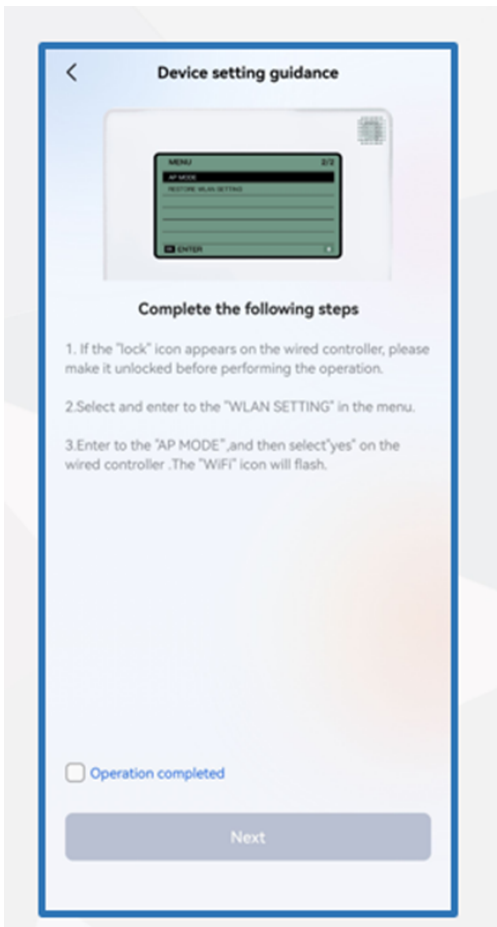 Device setting guidance
MENU 2/2
AP MODE
RESTORE WLAN SETTING
ENTER
Complete the following steps
1. If the "lock" icon appears on the wired controller, please
make it unlocked before performing the operation.
2.Select and enter to the "WLAN SETTING" in the menu.
3.Enter to the "AP MODE",and then select"yes" on the
wired controller .The "WiFi" icon will flash.
Operation completed
Next